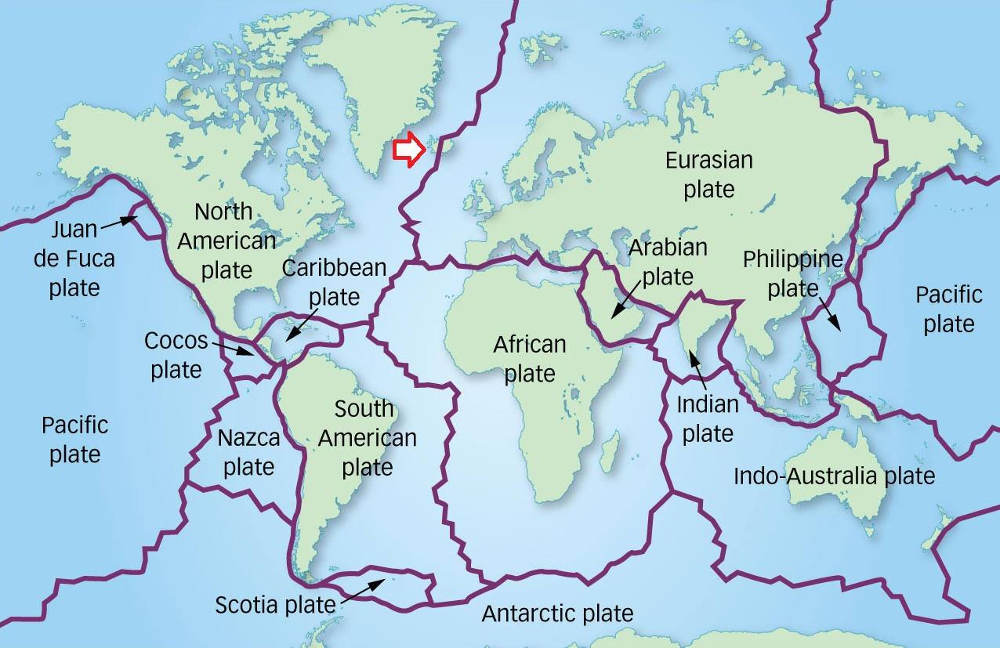 Eurasian
plate
North
American
plate
Juan
de Fuca
plate
Caribbean
plate
Arabian
plate
Philippine
plate
Pacific
plate
Cocos
plate
African
plate
Indian
plate
South
American
plate
Pacific
plate
Nazca
plate
Indo-Australia plate
Scotia plate
Antarctic plate